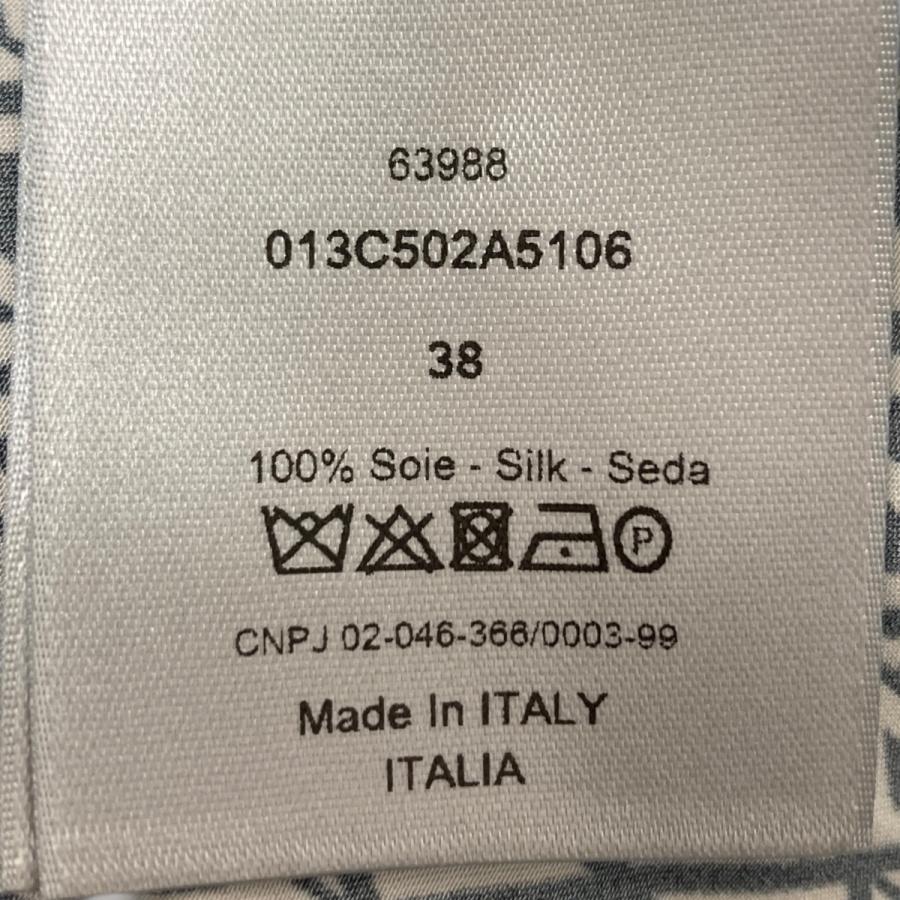 63988
013C502A5106
38
100% Soie - Silk - Seda
P
CNPJ 02-046-366/0003-99
Made In ITALY
ITALIA